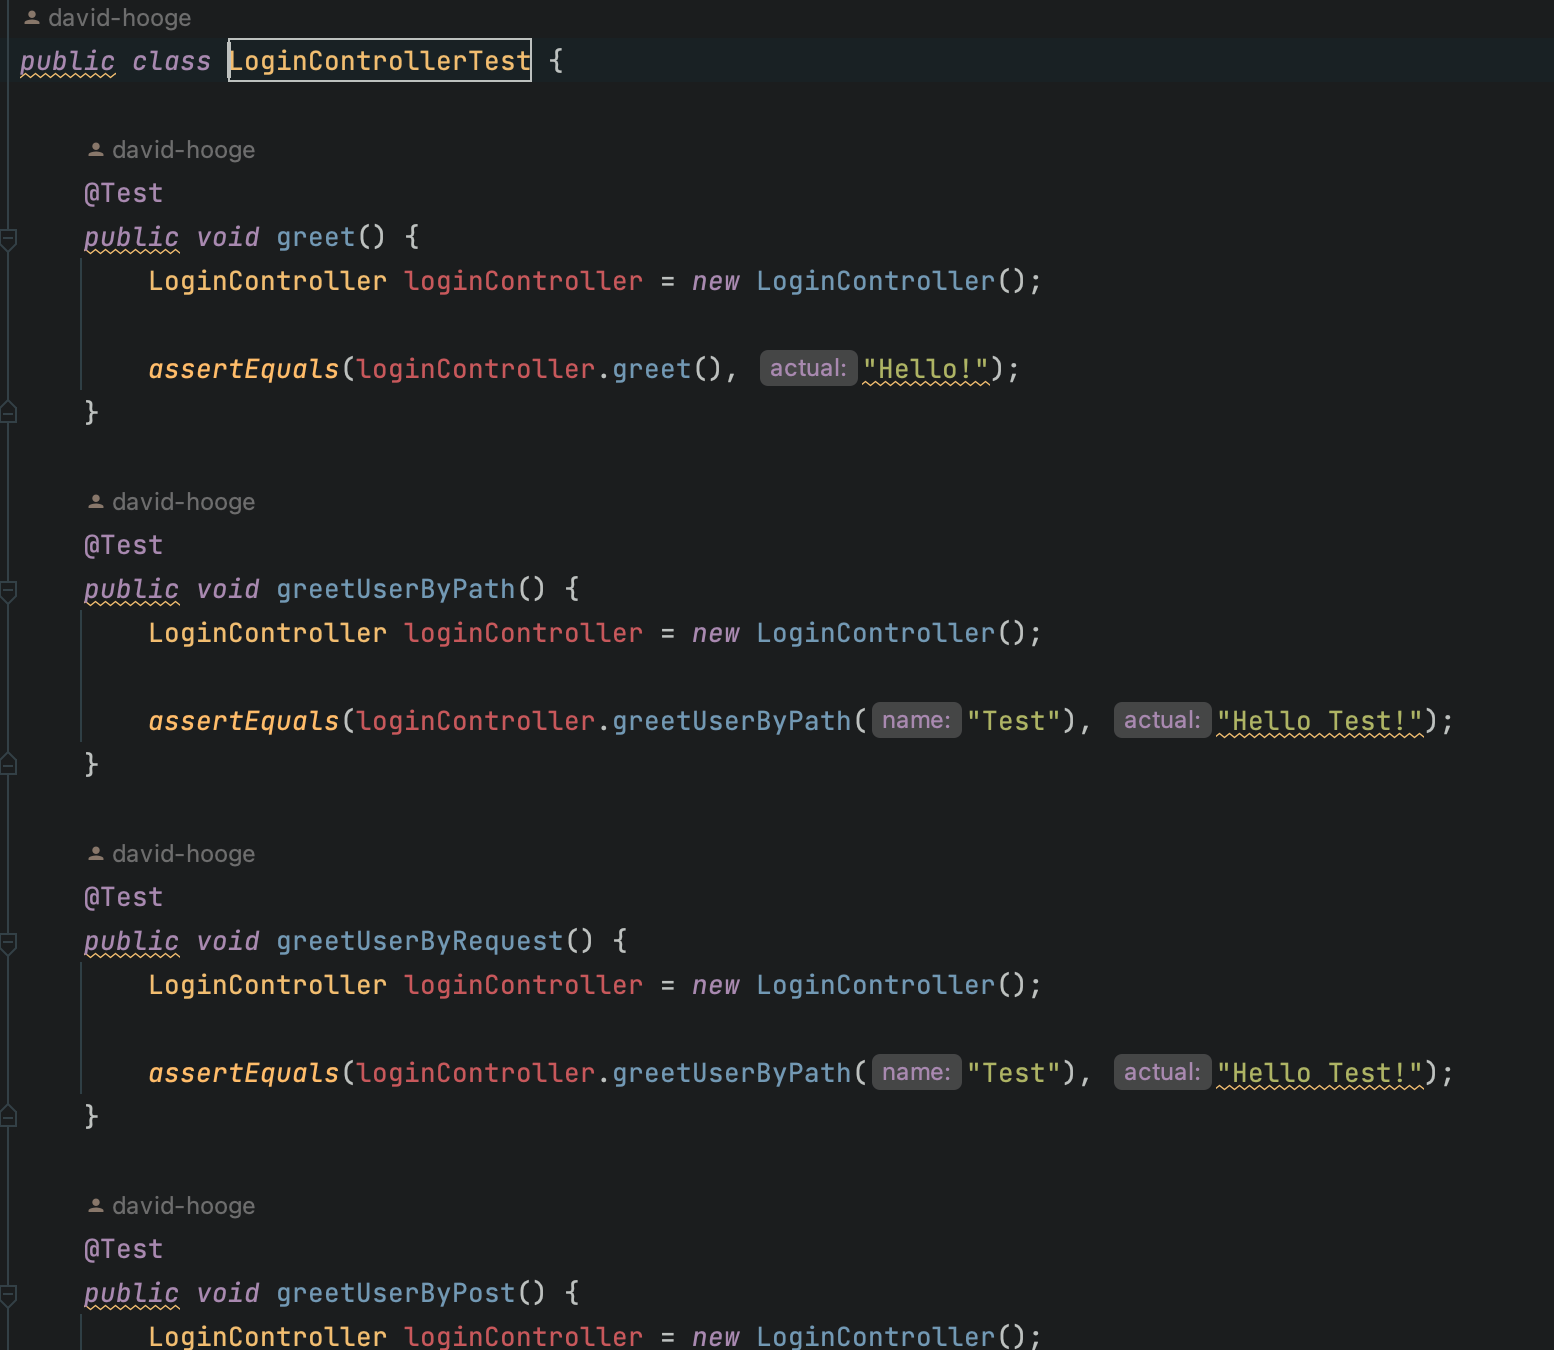 david-hooge
public class LoginControllerTest {
david-hooge
@Test
public void greet() {
LoginController loginController = new LoginController();
assertEquals(loginController.greet(), actual: "Hello!");
}
david-hooge
@Test
public void greetUserByPath() {
LoginController loginController = new LoginController();
assertEquals(loginController.greetUserByPath( name: "Test"), actual: "Hello Test!");
}
david-hooge
@Test
public void greetUserByRequest() {
LoginController loginController = new LoginController();
assertEquals(loginController.greetUserByPath( name: "Test"), actual: "Hello Test!");
}
david-hooge
@Test
public void greetUserByPost() {
LoginController loginController = new LoginController();